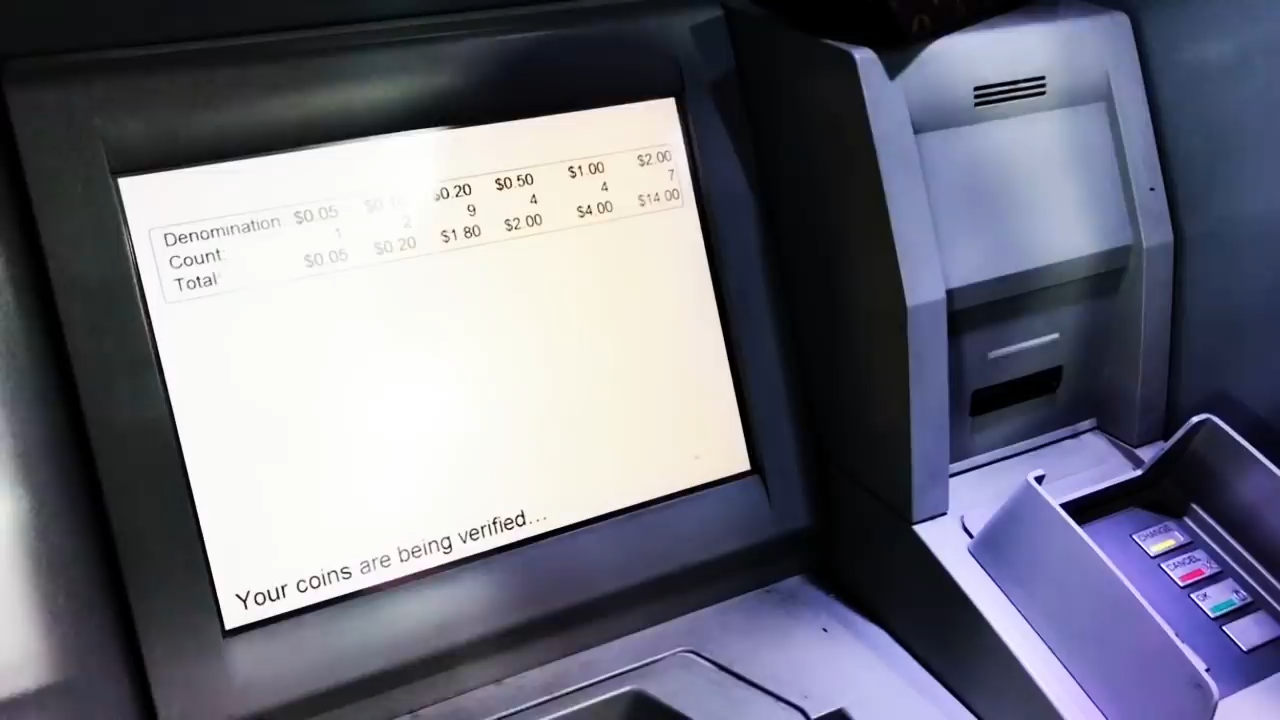 Denomination $0.05 $0.10 $0.20 $0.50 $1.00 $2.00
Count: 1 2 9 4 4 7
Total: $0.05 $0.20 $1.80 $2.00 $4.00 $14.00
Your coins are being verified...
CHANGE
CANCEL
OK